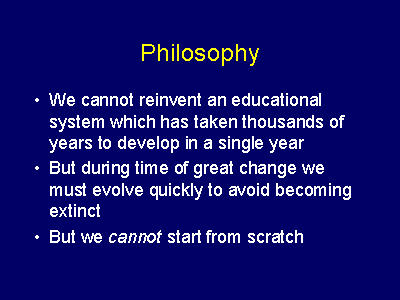 Philosophy
• We cannot reinvent an educational
system which has taken thousands of
years to develop in a single year
• But during time of great change we
must evolve quickly to avoid becoming
extinct
• But we cannot start from scratch